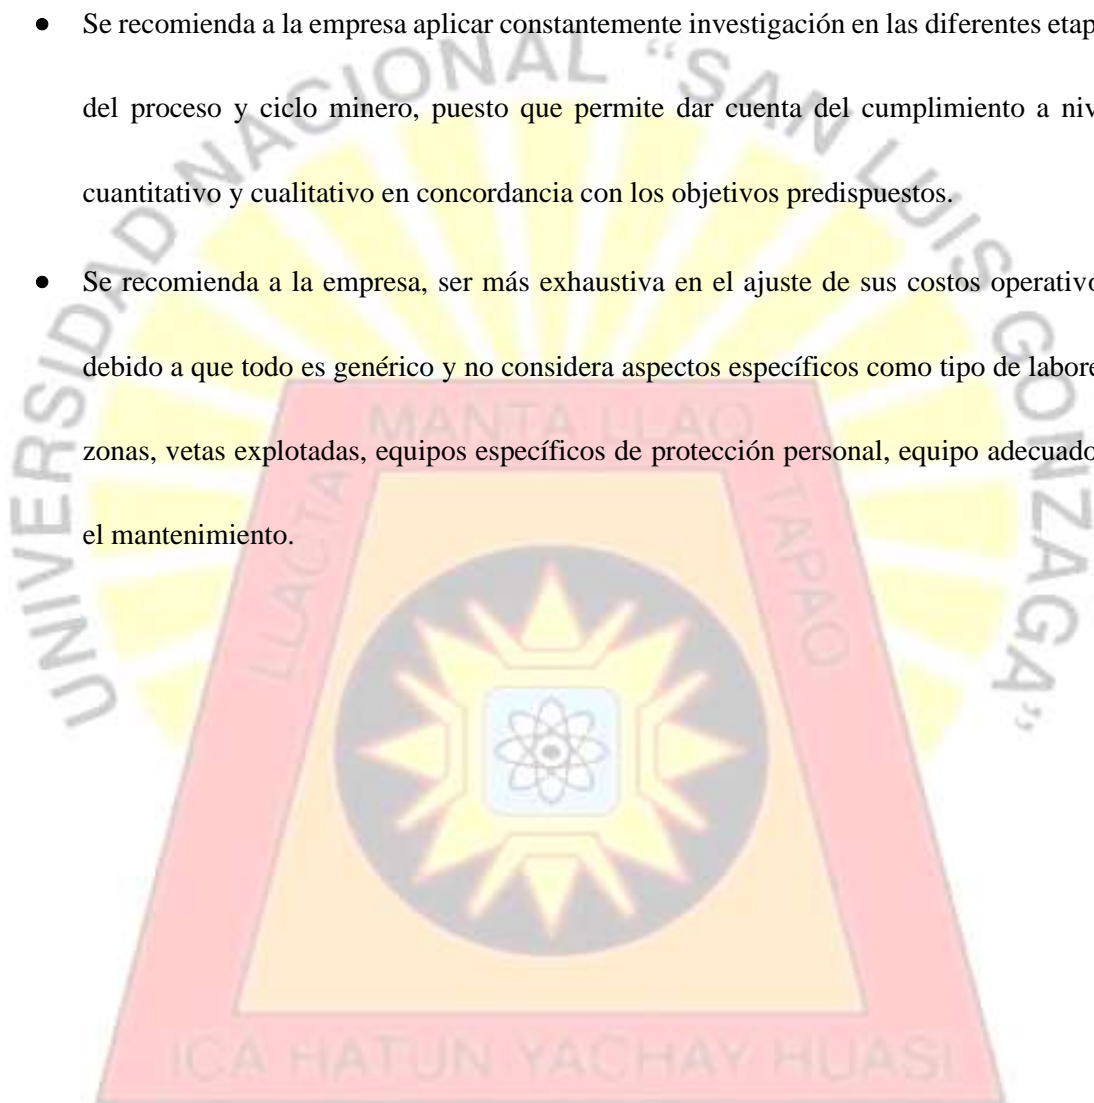 ● Se recomienda a la empresa aplicar constantemente investigación en las diferentes etap
del proceso y ciclo minero, puesto que permite dar cuenta del cumplimiento a niv
cuantitativo y cualitativo en concordancia con los objetivos predispuestos.
● Se recomienda a la empresa, ser más exhaustiva en el ajuste de sus costos operativo
debido a que todo es genérico y no considera aspectos específicos como tipo de labore
zonas, vetas explotadas, equipos específicos de protección personal, equipo adecuado
el mantenimiento.
UNIVERSIDAD NACIONAL “SAN LUIS GONZAGA”
MANTA LLAO
LLACTA
TAPAO
ICA HATUN YACHAY HUASI